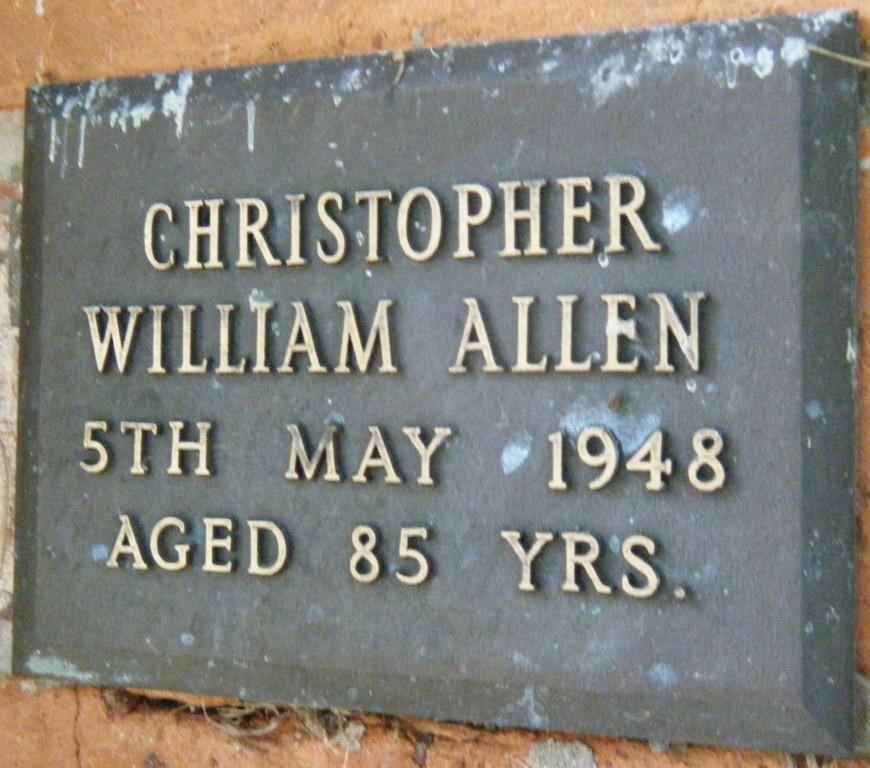 CHRISTOPHER
WILLIAM ALLEN
5TH MAY 1948
AGED 85 YRS.